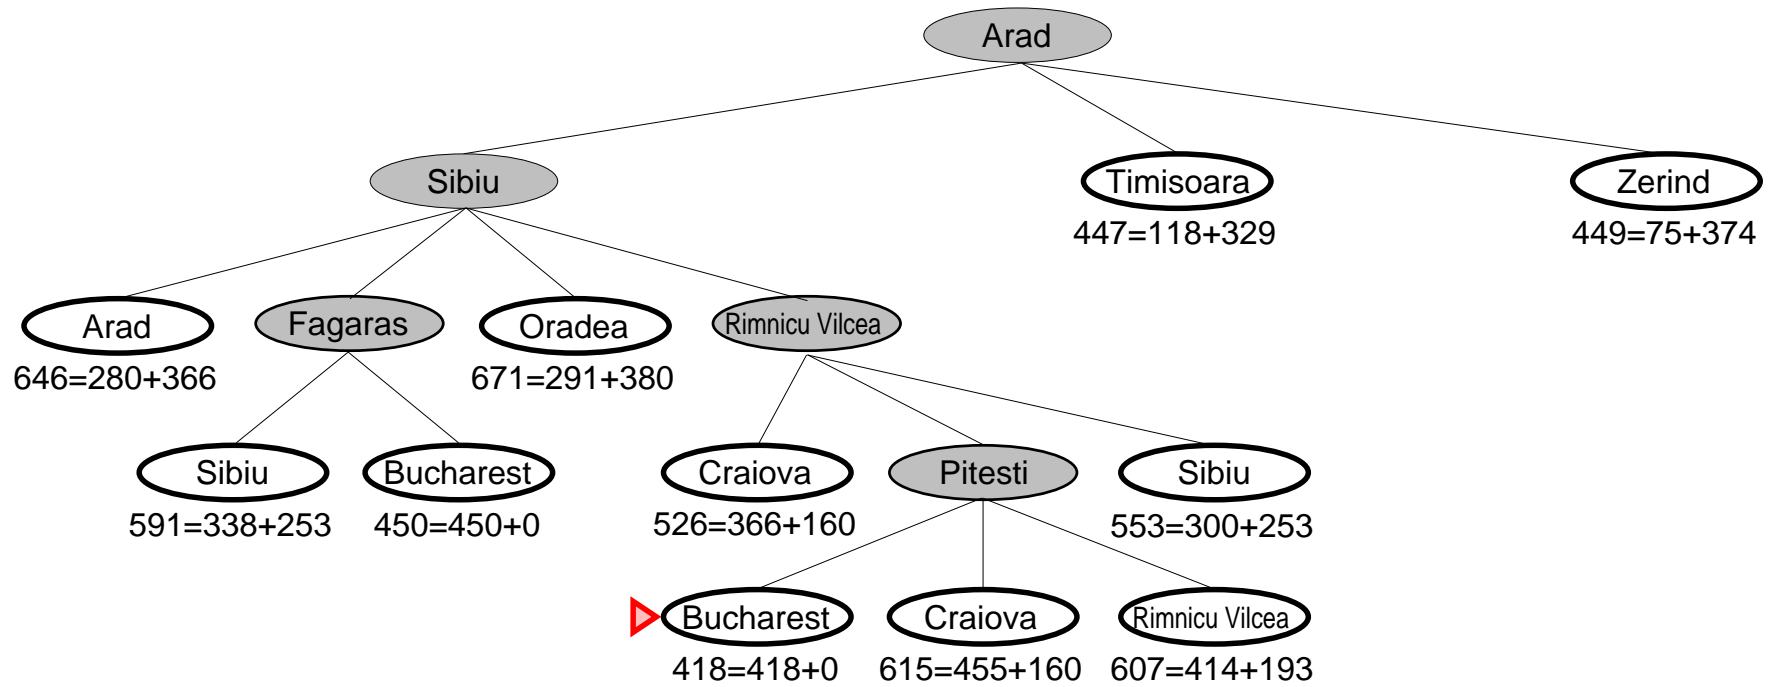 Arad
Sibiu
Timisoara
Zerind
447=118+329
449=75+374
Arad
Fagaras
Oradea
Rimnicu Vilcea
646=280+366
671=291+380
Sibiu
Bucharest
Craiova
Pitesti
Sibiu
591=338+253
450=450+0
526=366+160
553=300+253
Bucharest
Craiova
Rimnicu Vilcea
418=418+0
615=455+160
607=414+193